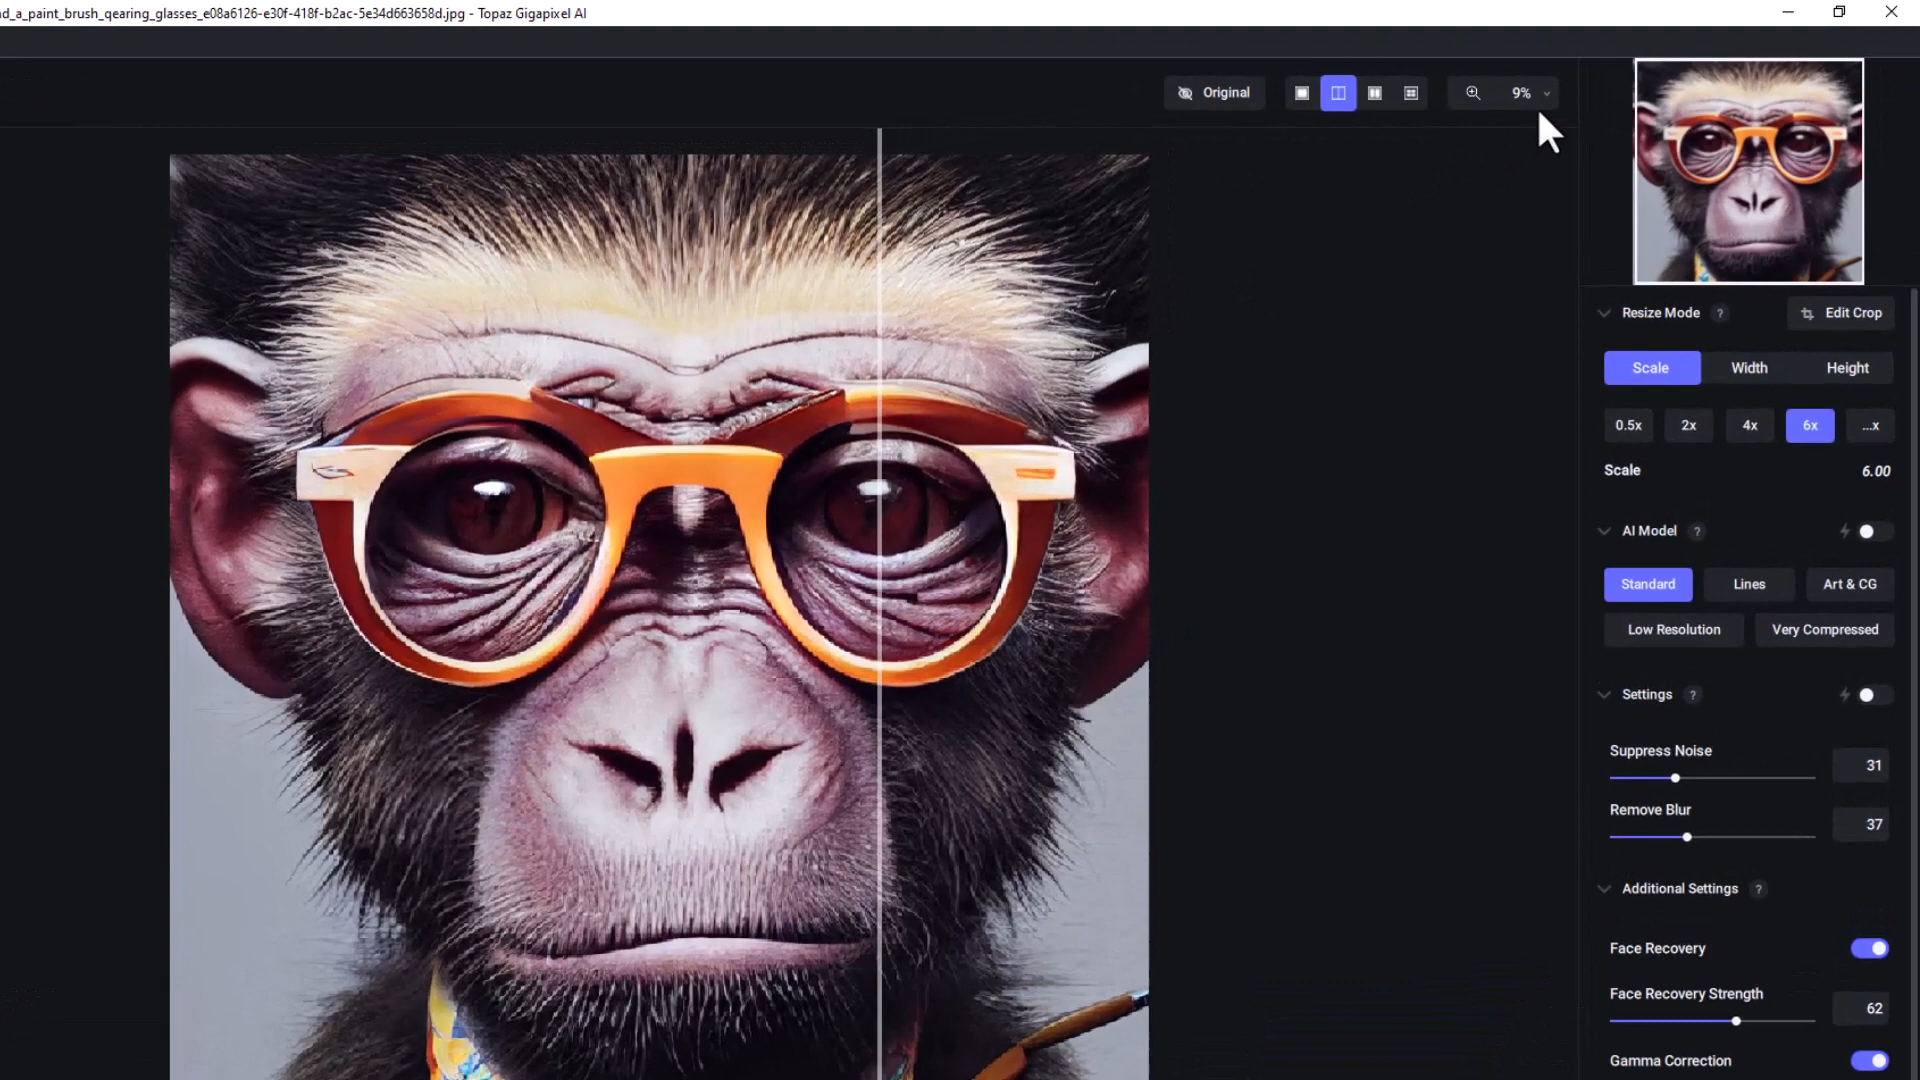 d_a_paint_brush_qearing_glasses_e08a6126-e30f-418f-b2ac-5e34d663658d.jpg - Topaz Gigapixel AI
Original
9%
Resize Mode ?
Edit Crop
Scale Width Height
0.5x 2x 4x 6x ...x
Scale 6.00
AI Model ?
Standard Lines Art & CG
Low Resolution Very Compressed
Settings ?
Suppress Noise 31
Remove Blur 37
Additional Settings ?
Face Recovery
Face Recovery Strength 62
Gamma Correction